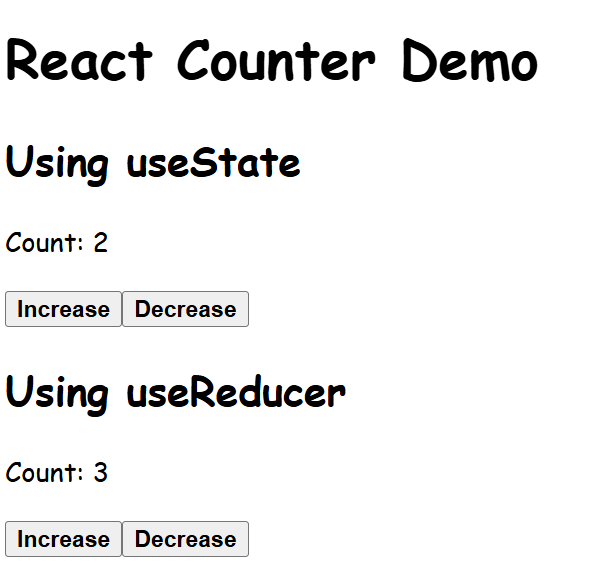 React Counter Demo
Using useState
Count: 2
Increase Decrease
Using useReducer
Count: 3
Increase Decrease